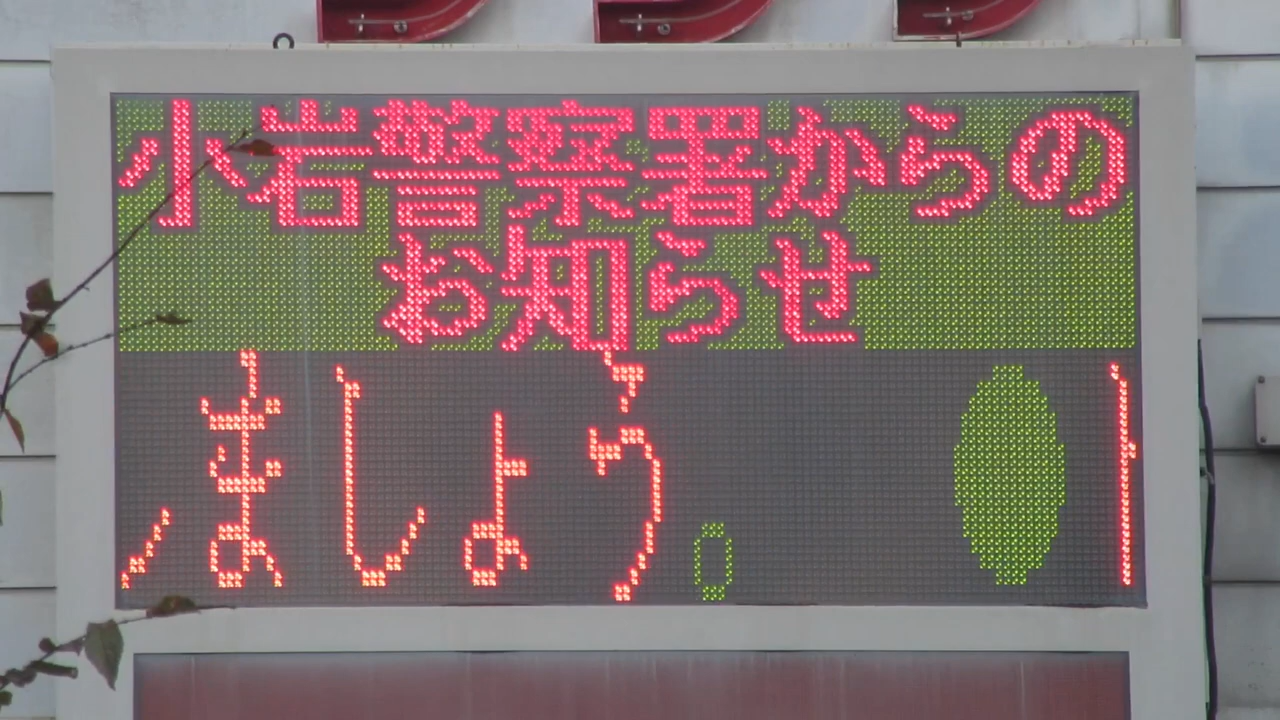 小岩警察署からの
お知らせ
ましょう。 ●